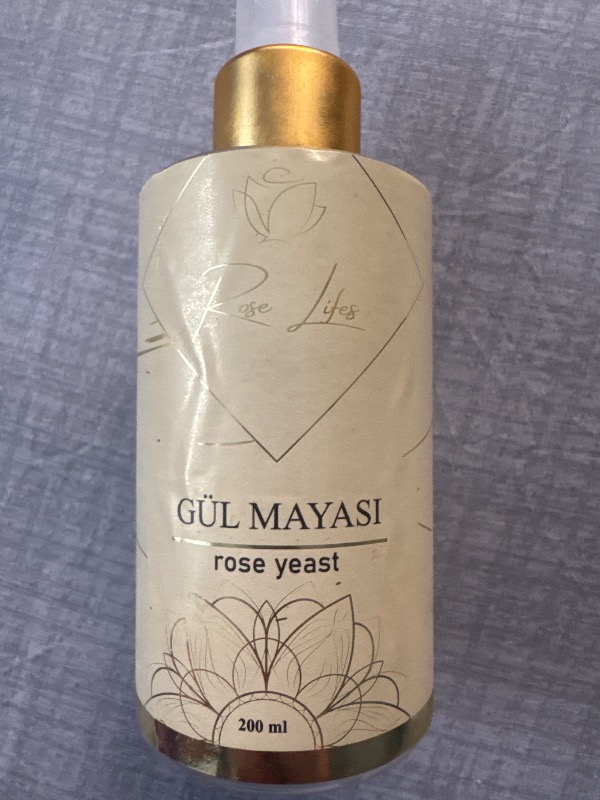 Rose Lifes
GÜL MAYASI
rose yeast
200 ml